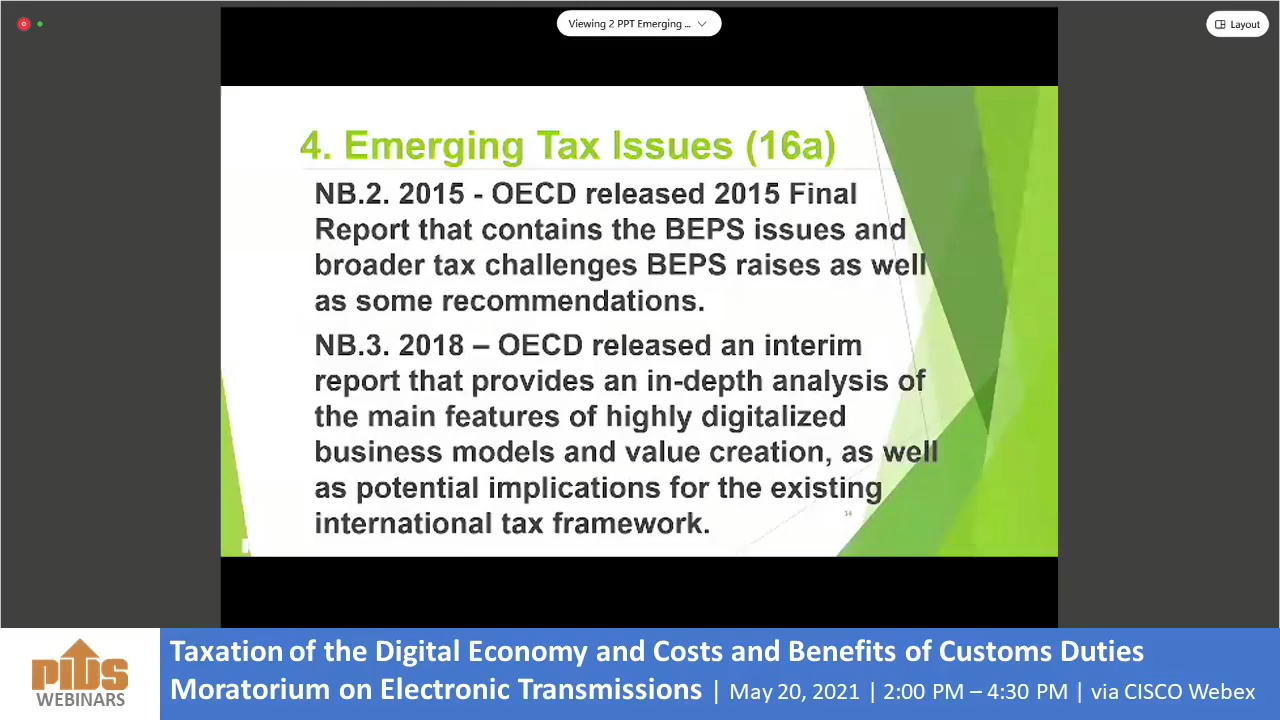 Viewing 2 PPT Emerging ...
Layout
4. Emerging Tax Issues (16a)
NB.2. 2015 - OECD released 2015 Final
Report that contains the BEPS issues and
broader tax challenges BEPS raises as well
as some recommendations.
NB.3. 2018 – OECD released an interim
report that provides an in-depth analysis of
the main features of highly digitalized
business models and value creation, as well
as potential implications for the existing
international tax framework.
PIDS
WEBINARS
Taxation of the Digital Economy and Costs and Benefits of Customs Duties
Moratorium on Electronic Transmissions | May 20, 2021 | 2:00 PM – 4:30 PM | via CISCO Webex